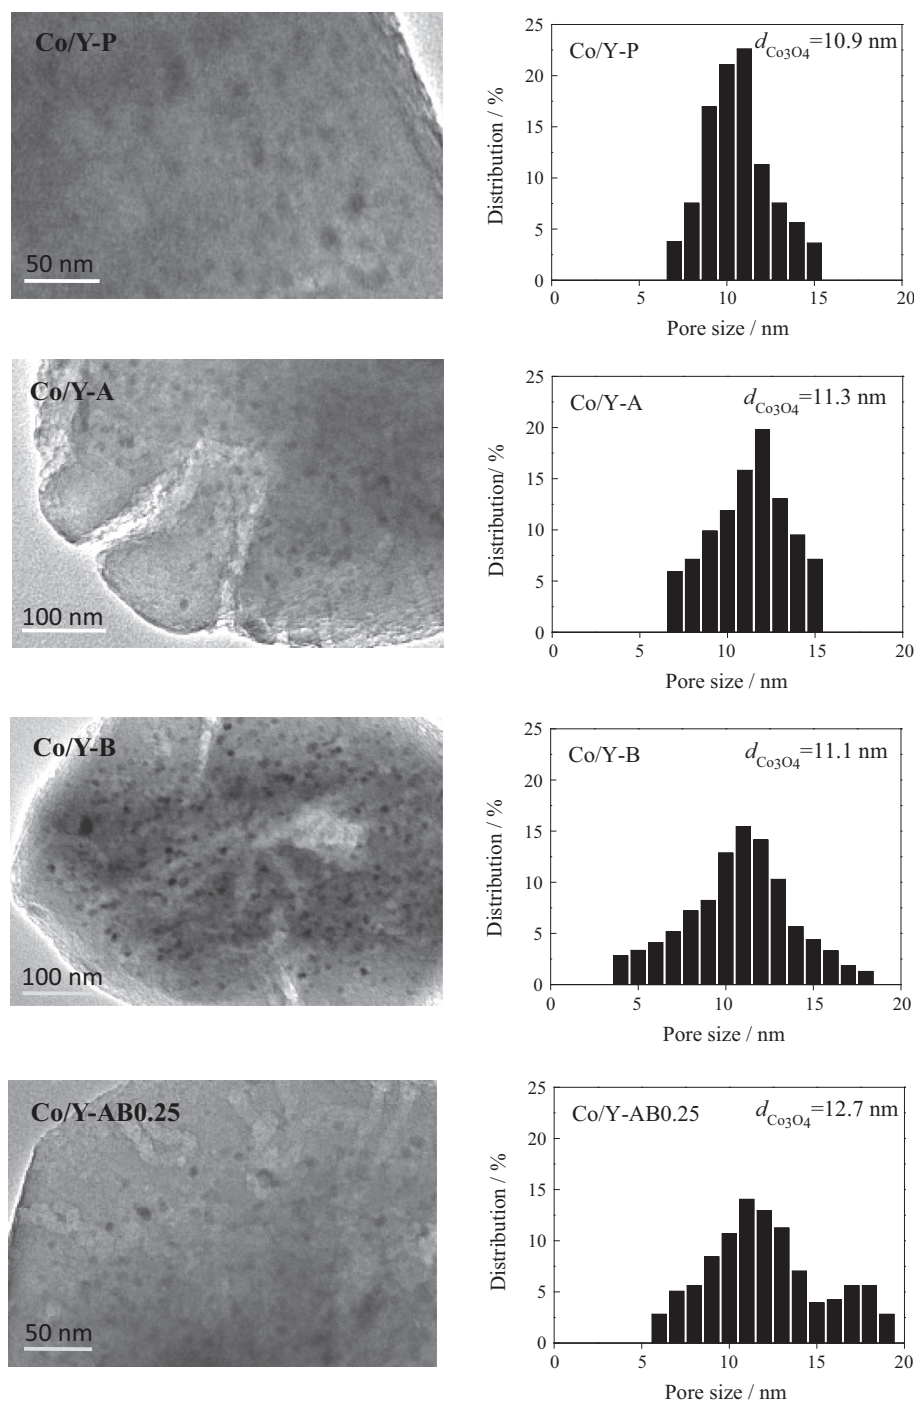 Co/Y-P
50 nm
25
20
15
10
5
0
Distribution / %
Co/Y-P
dCo3O4=10.9 nm
0 5 10 15 20
Pore size / nm
Co/Y-A
100 nm
25
20
15
10
5
0
Distribution/ %
Co/Y-A
dCo3O4=11.3 nm
0 5 10 15 20
Pore size / nm
Co/Y-B
100 nm
25
20
15
10
5
0
Distribution / %
Co/Y-B
dCo3O4=11.1 nm
0 5 10 15 20
Pore size / nm
Co/Y-AB0.25
50 nm
25
20
15
10
5
0
Distribution / %
Co/Y-AB0.25
dCo3O4=12.7 nm
0 5 10 15 20
Pore size / nm